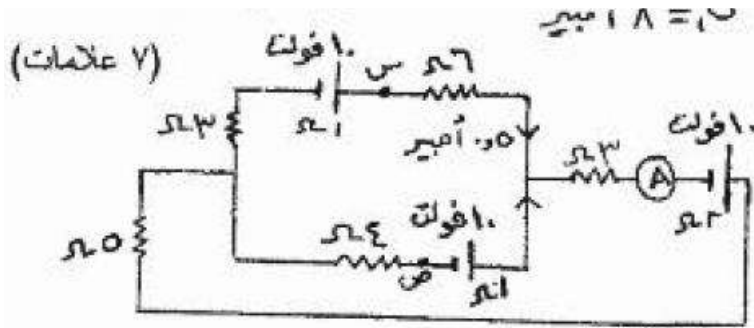 ت١ = ٨ أمبير
(٧ علامات)
١٠ فولت
س
٦Ω
٣Ω
١Ω
٠,٥ أمبير
٣Ω
A
١٠ فولت
٢Ω
٥Ω
٤Ω
ص
١٠ فولت
١Ω